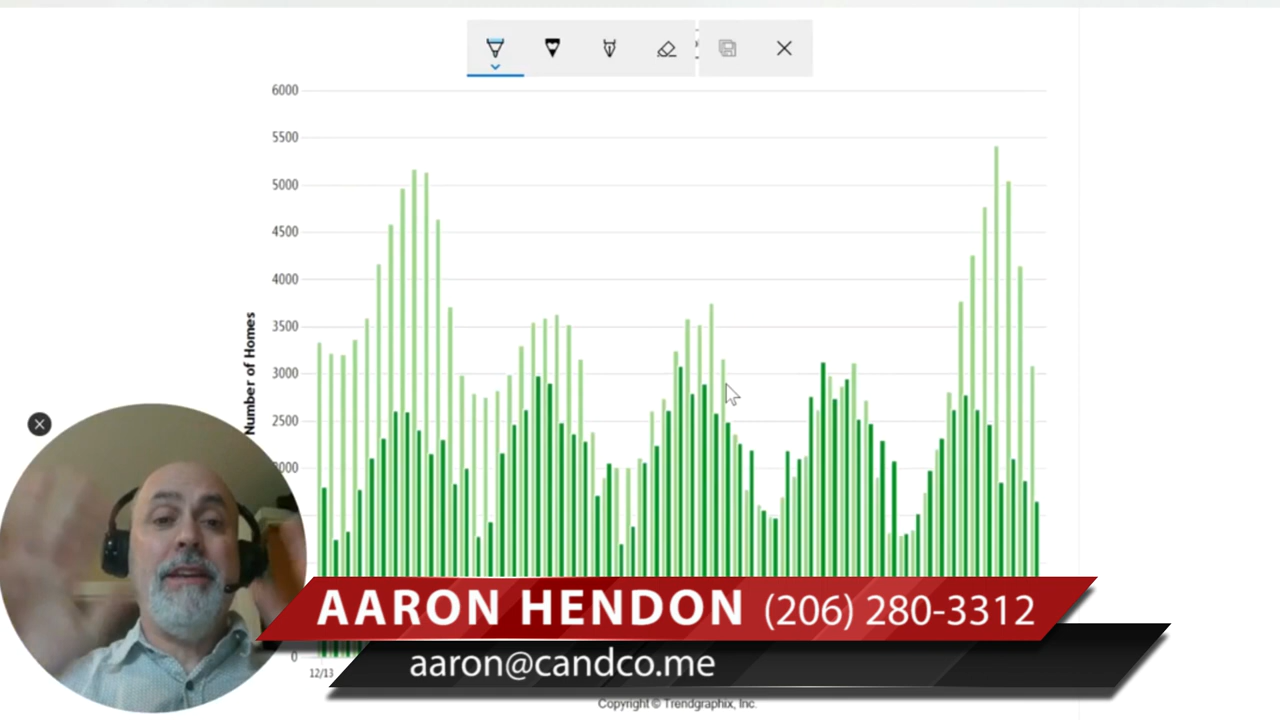 6000
5500
5000
4500
4000
3500
3000
2500
Number of Homes
AARON HENDON (206) 280-3312
0
aaron@candco.me
12/13
Copyright © Trendgraphix, Inc.